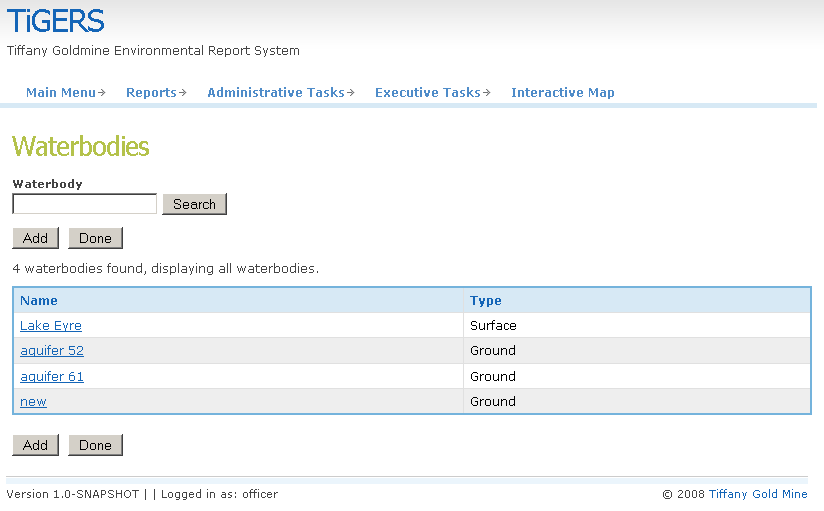 TiGERS
Tiffany Goldmine Environmental Report System
Main Menu Reports Administrative Tasks Executive Tasks Interactive Map
Waterbodies
Waterbody
Search
Add Done
4 waterbodies found, displaying all waterbodies.
Name Type
Lake Eyre Surface
aquifer 52 Ground
aquifer 61 Ground
new Ground
Add Done
Version 1.0-SNAPSHOT | | Logged in as: officer © 2008 Tiffany Gold Mine